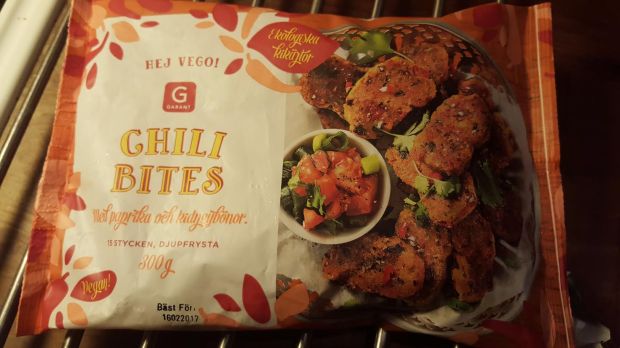 Ekologiska
kikärtor
HEJ VEGO!
G
GARANT
CHILI
BITES
Med paprika och kidneybönor.
15 STYCKEN, DJUPFRYSTA
300 g
Vegan!
Bäst Före
16022017